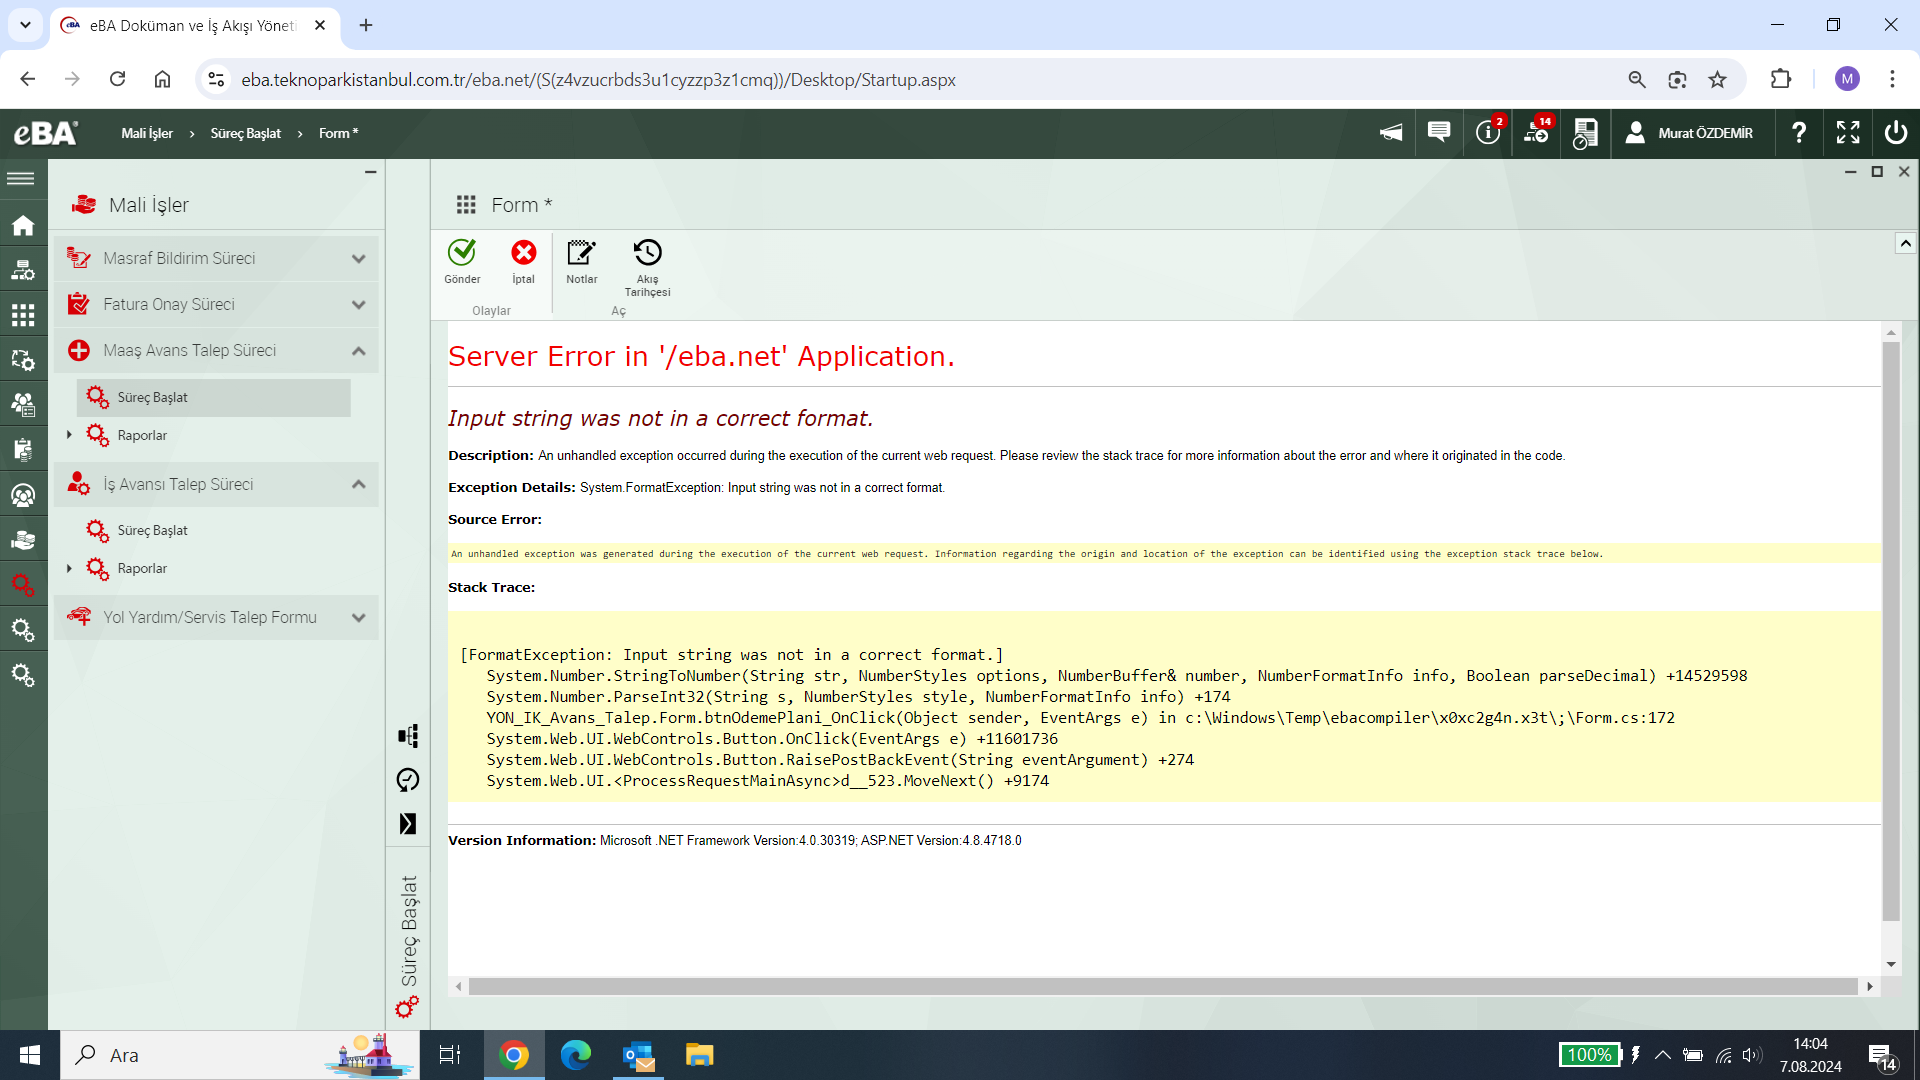 eBA Doküman ve İş Akışı Yöneti
eba.teknoparkistanbul.com.tr/eba.net/(S(z4vzucrbds3u1cyzzp3z1cmq))/Desktop/Startup.aspx
M
eBA
Mali İşler > Süreç Başlat > Form *
2
14
Murat ÖZDEMİR
?
Mali İşler
Masraf Bildirim Süreci
Fatura Onay Süreci
Maaş Avans Talep Süreci
Süreç Başlat
Raporlar
İş Avansı Talep Süreci
Süreç Başlat
Raporlar
Yol Yardım/Servis Talep Formu
Süreç Başlat
Form *
Gönder
İptal
Notlar
Akış
Tarihçesi
Olaylar
Aç
Server Error in '/eba.net' Application.
Input string was not in a correct format.
Description: An unhandled exception occurred during the execution of the current web request. Please review the stack trace for more information about the error and where it originated in the code.
Exception Details: System.FormatException: Input string was not in a correct format.
Source Error:
An unhandled exception was generated during the execution of the current web request. Information regarding the origin and location of the exception can be identified using the exception stack trace below.
Stack Trace:
[FormatException: Input string was not in a correct format.]
System.Number.StringToNumber(String str, NumberStyles options, NumberBuffer& number, NumberFormatInfo info, Boolean parseDecimal) +14529598
System.Number.ParseInt32(String s, NumberStyles style, NumberFormatInfo info) +174
YON_IK_Avans_Talep.Form.btnOdemePlani_OnClick(Object sender, EventArgs e) in c:\Windows\Temp\ebacompiler\x0xc2g4n.x3t\;\Form.cs:172
System.Web.UI.WebControls.Button.OnClick(EventArgs e) +11601736
System.Web.UI.WebControls.Button.RaisePostBackEvent(String eventArgument) +274
System.Web.UI.<ProcessRequestMainAsync>d__523.MoveNext() +9174
Version Information: Microsoft .NET Framework Version:4.0.30319; ASP.NET Version:4.8.4718.0
Ara
100%
14:04
7.08.2024
14